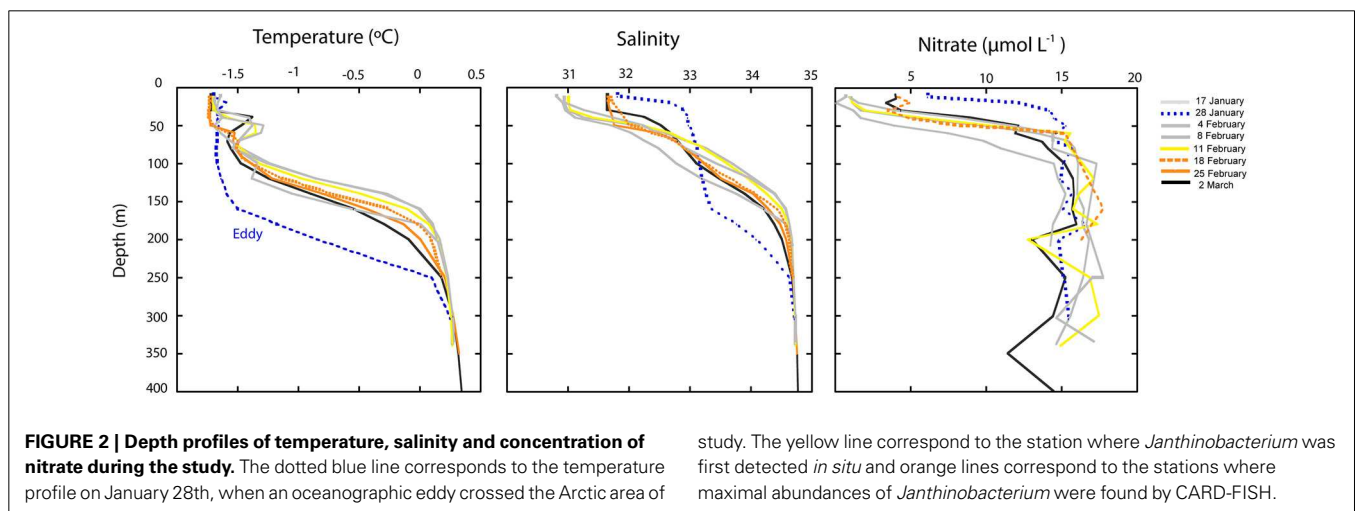 Temperature (ºC)
Salinity
Nitrate (µmol L-1)
-1.5 -1 -0.5 0 0.5
31 32 33 34 35
5 10 15 20
0
50
100
150
200
250
300
350
400
Depth (m)
Eddy
17 January
28 January
4 February
8 February
11 February
18 February
25 February
2 March
FIGURE 2 | Depth profiles of temperature, salinity and concentration of
nitrate during the study. The dotted blue line corresponds to the temperature
profile on January 28th, when an oceanographic eddy crossed the Arctic area of
study. The yellow line correspond to the station where Janthinobacterium was
first detected in situ and orange lines correspond to the stations where
maximal abundances of Janthinobacterium were found by CARD-FISH.